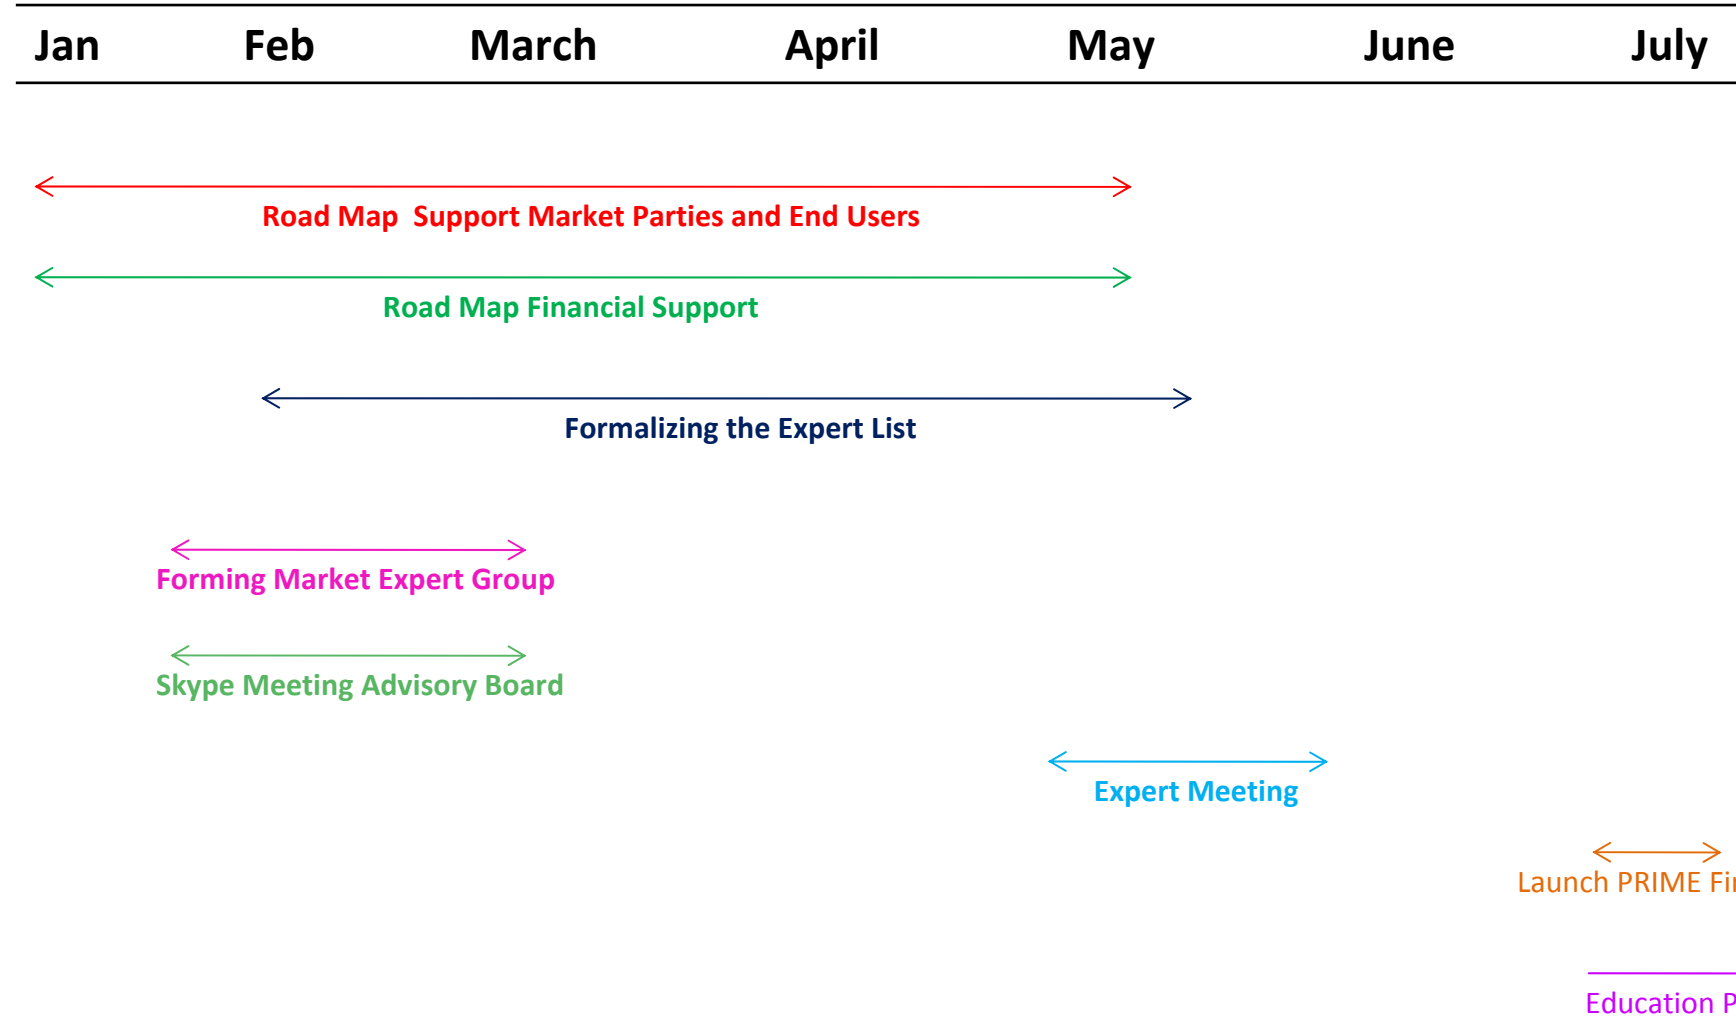 Jan Feb March April May June July
Road Map Support Market Parties and End Users
Road Map Financial Support
Formalizing the Expert List
Forming Market Expert Group
Skype Meeting Advisory Board
Expert Meeting
Launch PRIME
Education